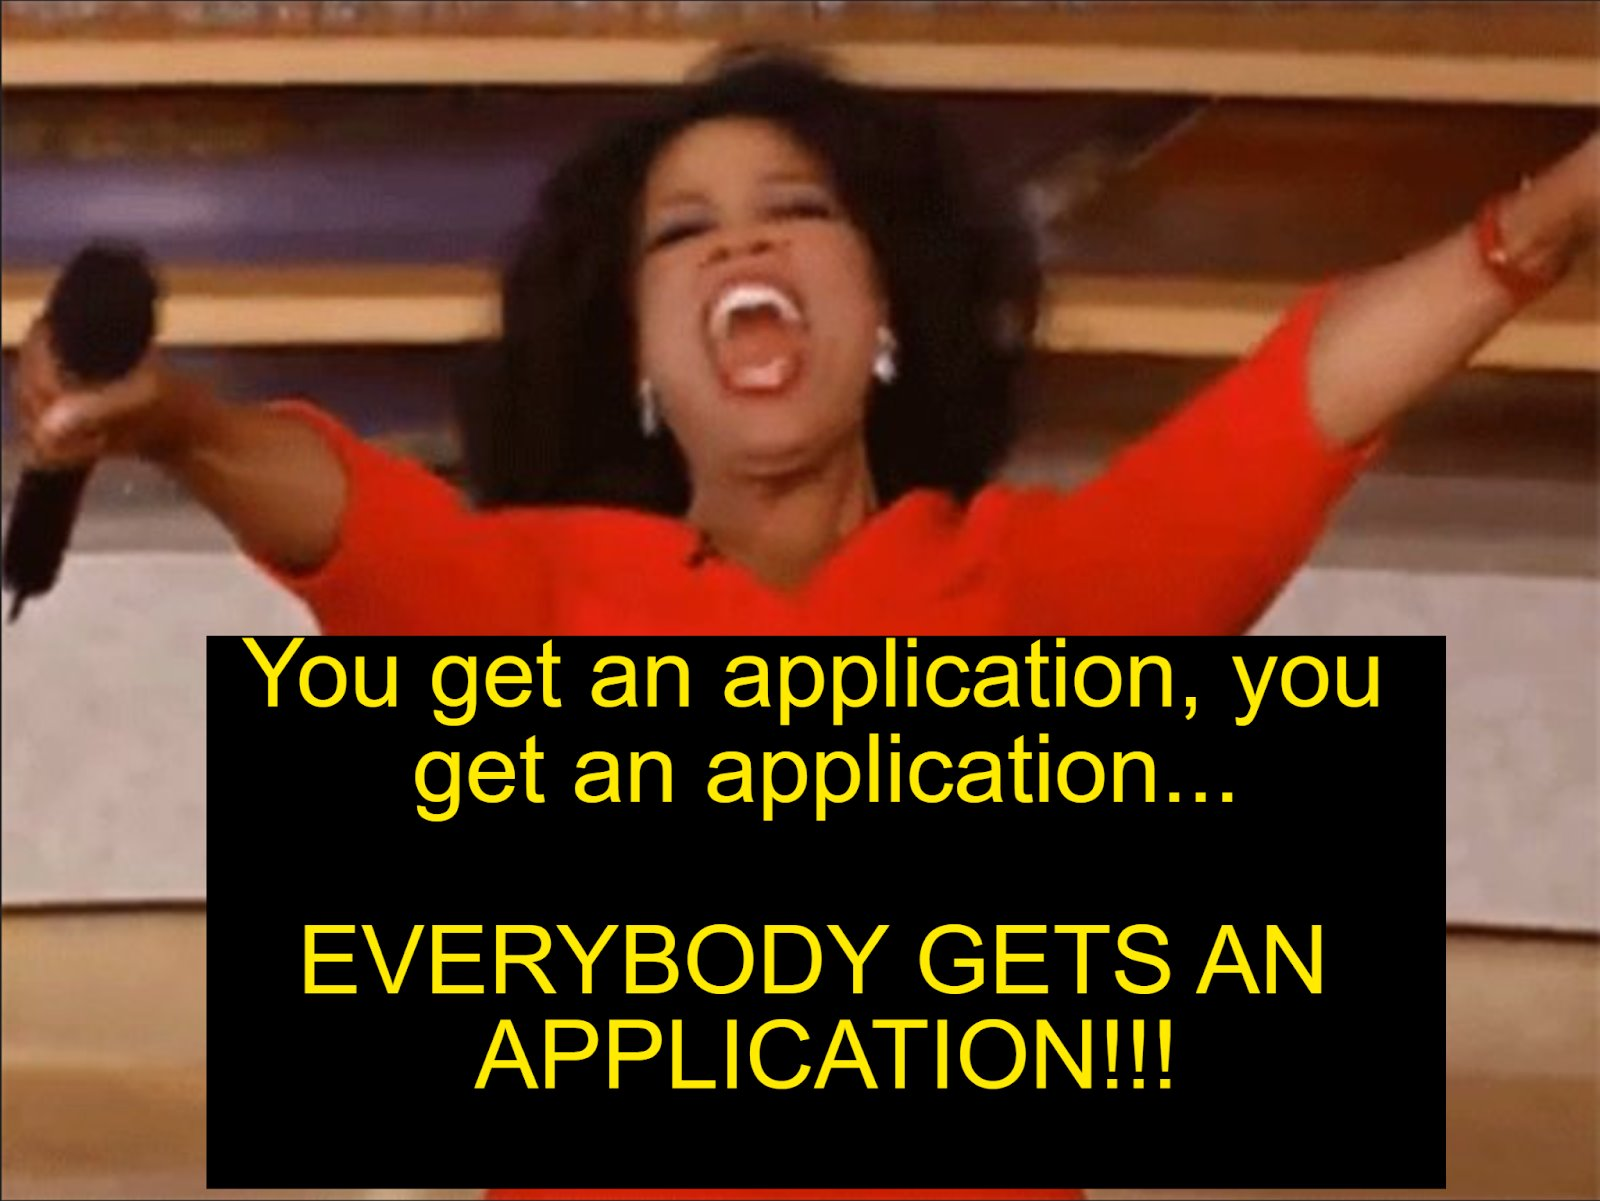 You get an application, you
get an application...
EVERYBODY GETS AN
APPLICATION!!!